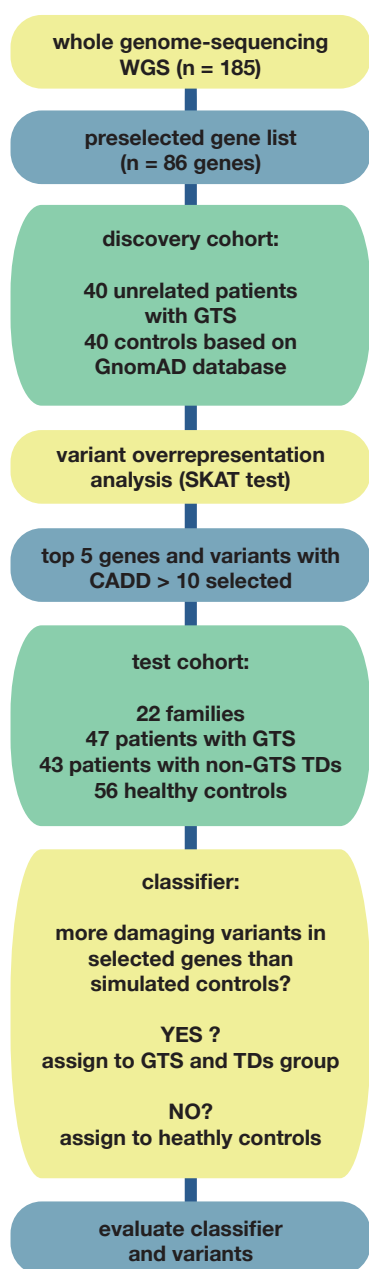 whole genome-sequencing
WGS (n = 185)
preselected gene list
(n = 86 genes)
discovery cohort:
40 unrelated patients
with GTS
40 controls based on
GnomAD database
variant overrepresentation
analysis (SKAT test)
top 5 genes and variants with
CADD > 10 selected
test cohort:
22 families
47 patients with GTS
43 patients with non-GTS TDs
56 healthy controls
classifier:
more damaging variants in
selected genes than
simulated controls?
YES ?
assign to GTS and TDs group
NO?
assign to heathly controls
evaluate classifier
and variants